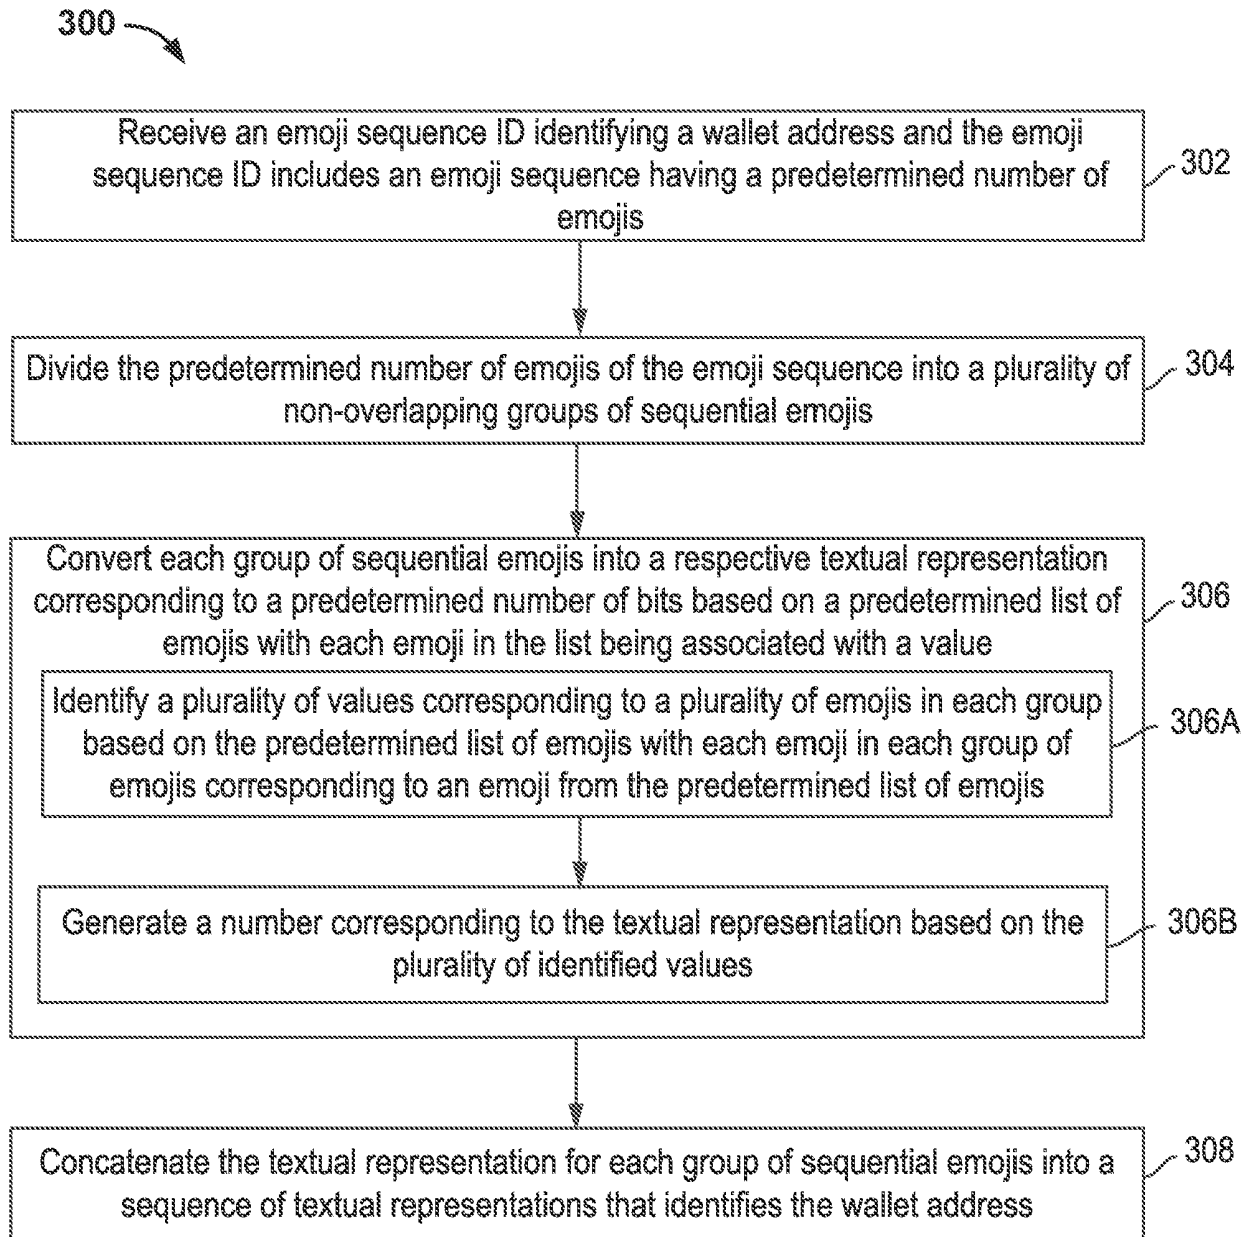 300
Receive an emoji sequence ID identifying a wallet address and the emoji
sequence ID includes an emoji sequence having a predetermined number of
emojis
302
Divide the predetermined number of emojis of the emoji sequence into a plurality of
non-overlapping groups of sequential emojis
304
Convert each group of sequential emojis into a respective textual representation
corresponding to a predetermined number of bits based on a predetermined list of
emojis with each emoji in the list being associated with a value
306
Identify a plurality of values corresponding to a plurality of emojis in each group
based on the predetermined list of emojis with each emoji in each group of
emojis corresponding to an emoji from the predetermined list of emojis
306A
Generate a number corresponding to the textual representation based on the
plurality of identified values
306B
Concatenate the textual representation for each group of sequential emojis into a
sequence of textual representations that identifies the wallet address
308